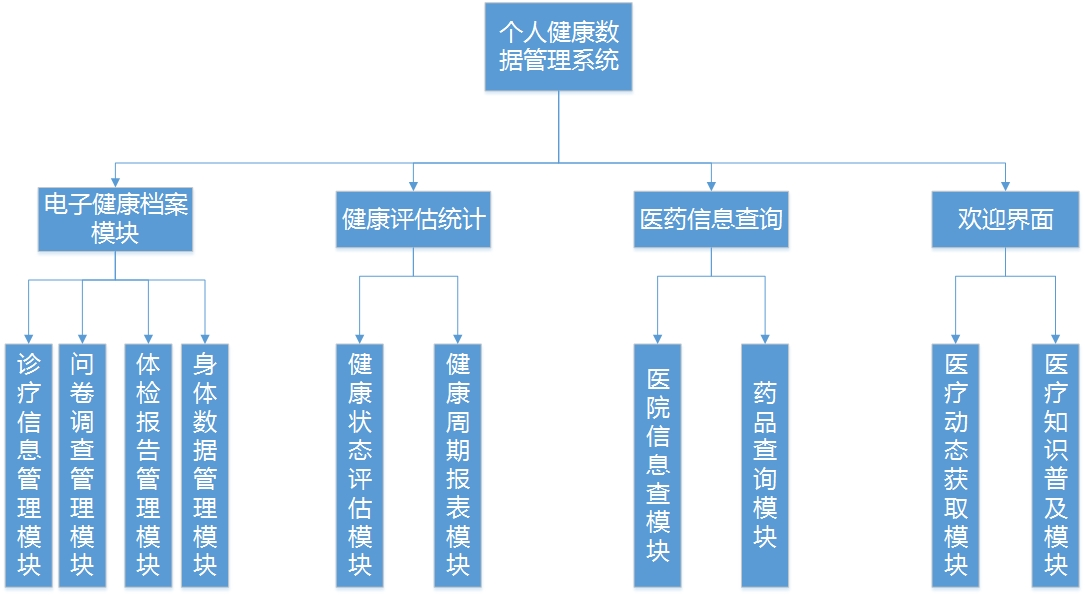 个人健康数
据管理系统
电子健康档案
模块
健康评估统计
医药信息查询
欢迎界面
诊疗信息管理模块
问卷调查管理模块
体检报告管理模块
身体数据管理模块
健康状态评估模块
健康周期报表模块
医院信息查模块
药品查询模块
医疗动态获取模块
医疗知识普及模块